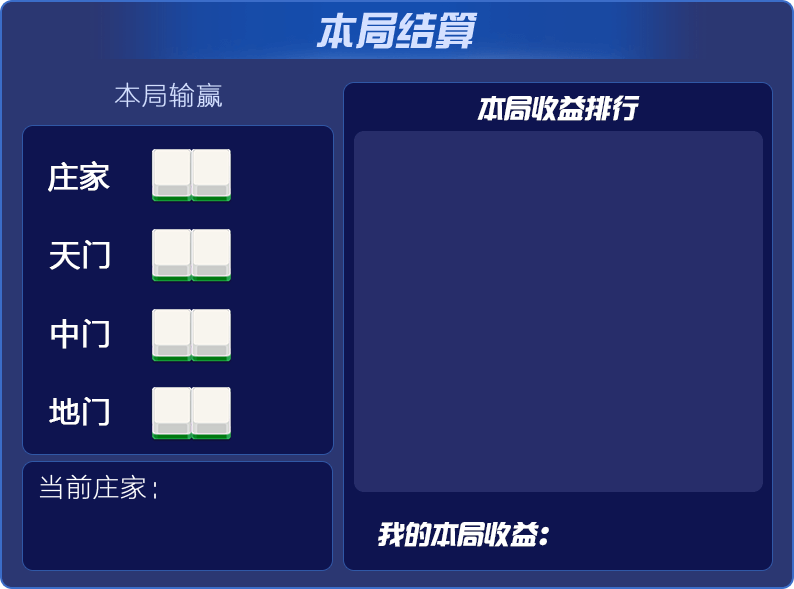 本局结算
本局输赢
庄家
天门
中门
地门
当前庄家:
本局收益排行
我的本局收益: